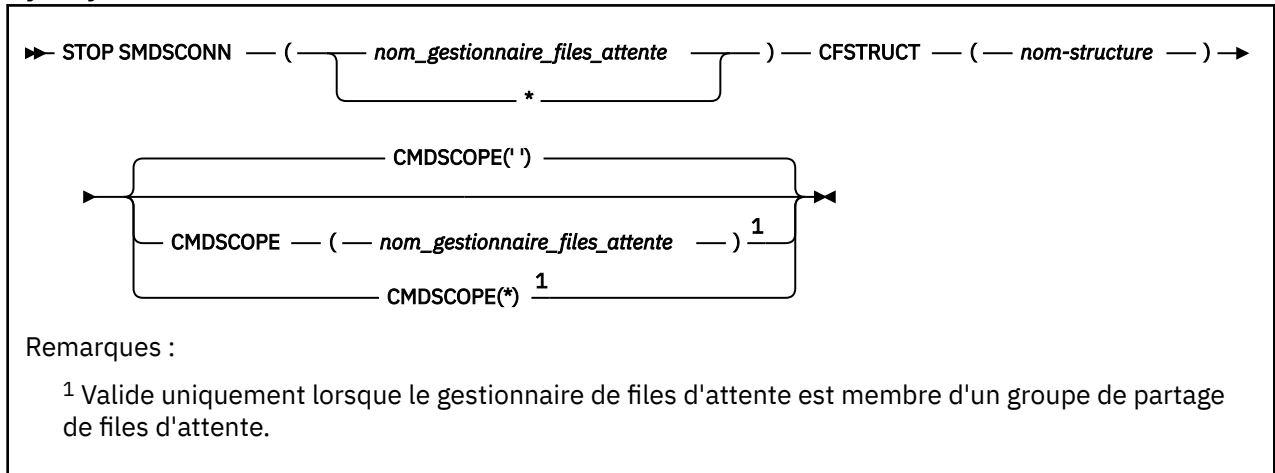 STOP SMDSCONN ( nom_gestionnaire_files_attente ) CFSTRUCT ( nom-structure )
*
CMDSCOPE(' ')
CMDSCOPE ( nom_gestionnaire_files_attente ) 1
CMDSCOPE(*) 1
Remarques :
1 Valide uniquement lorsque le gestionnaire de files d'attente est membre d'un groupe de partage
de files d'attente.